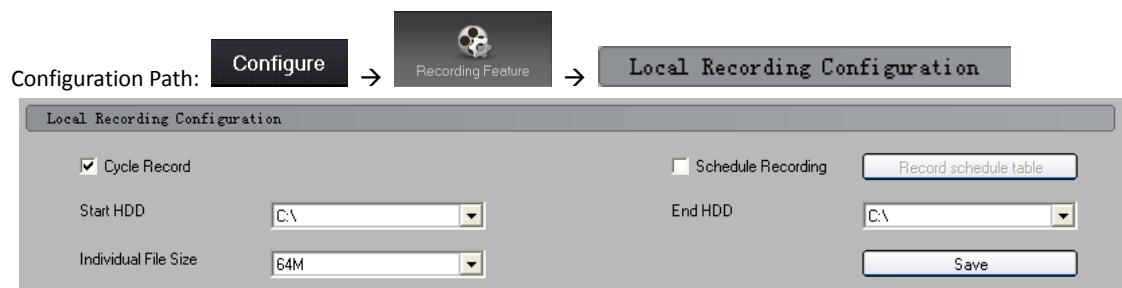 Configuration Path: Configure → Recording Feature → Local Recording Configuration
Local Recording Configuration
Cycle Record Schedule Recording Record schedule table
Start HDD C:\ End HDD C:\
Individual File Size 64M Save